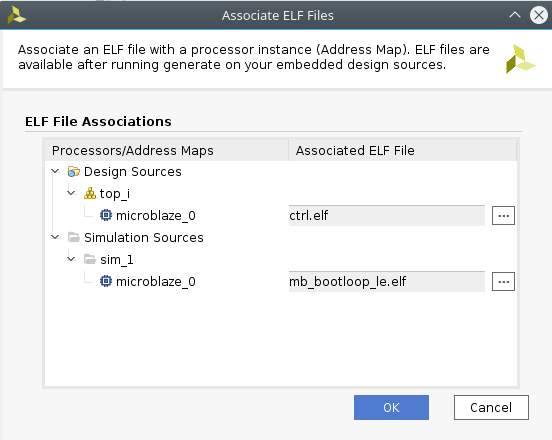 Associate ELF Files
Associate an ELF file with a processor instance (Address Map). ELF files are
available after running generate on your embedded design sources.
ELF File Associations
Processors/Address Maps Associated ELF File
Design Sources
top_i
microblaze_0 ctrl.elf ...
Simulation Sources
sim_1
microblaze_0 mb_bootloop_le.elf ...
OK Cancel